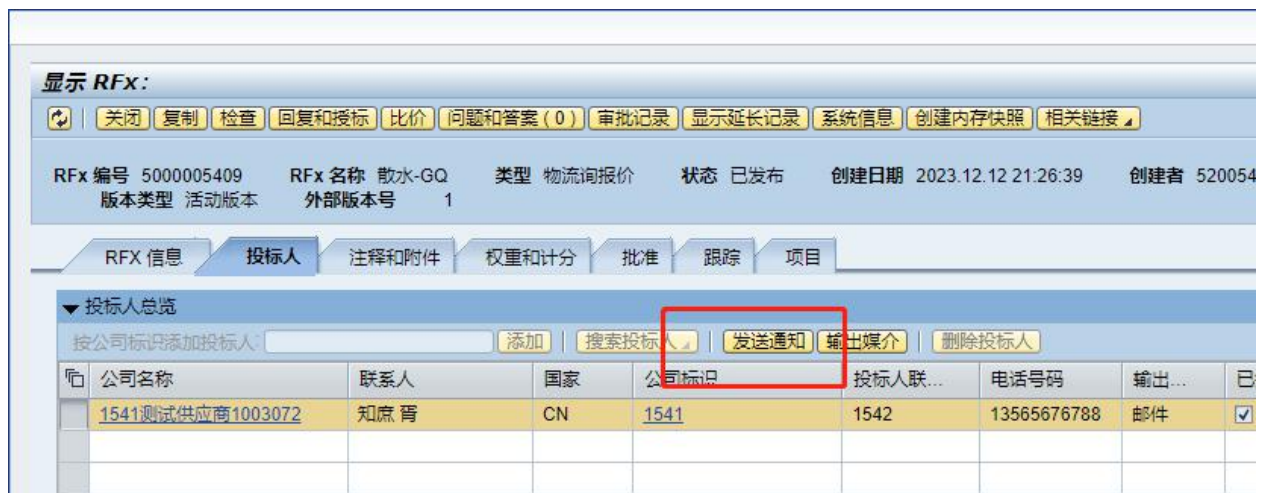 显示 RFx:
关闭 复制 检查 回复和授标 比价 问题和答案 ( 0 ) 审批记录 显示延长记录 系统信息 创建内存快照 相关链接
RFx 编号 5000005409 RFx 名称 散水-GQ 类型 物流询报价 状态 已发布 创建日期 2023.12.12 21:26:39 创建者 520054
版本类型 活动版本 外部版本号 1
RFX 信息 投标人 注释和附件 权重和计分 批准 跟踪 项目
投标人总览
按公司标识添加投标人: 添加 搜索投标人 发送通知 输出媒介 删除投标人
公司名称 联系人 国家 公司标识 投标人联... 电话号码 输出... 已
1541测试供应商1003072 知庶 胥 CN 1541 1542 13565676788 邮件